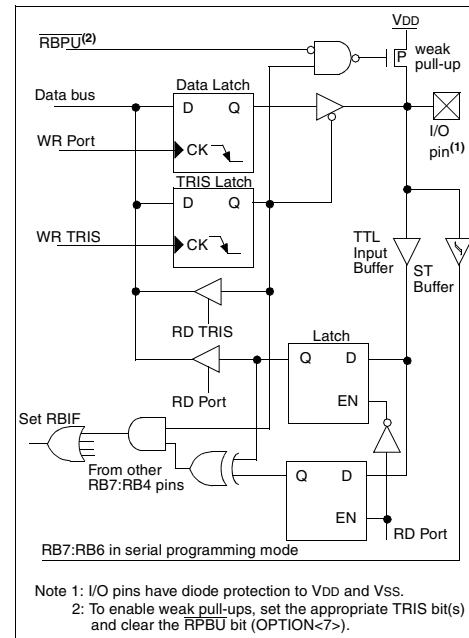 VDD
RBPU(2)
P
weak
pull-up
Data Latch
Data bus
D Q
I/O
pin(1)
WR Port
CK
TRIS Latch
D Q
WR TRIS
CK
TTL
Input
Buffer
ST
Buffer
RD TRIS
Latch
Q D
RD Port
EN
Set RBIF
From other
RB7:RB4 pins
Q D
EN
RD Port
RB7:RB6 in serial programming mode
Note 1: I/O pins have diode protection to VDD and VSS.
2: To enable weak pull-ups, set the appropriate TRIS bit(s)
and clear the RPBU bit (OPTION<7>).